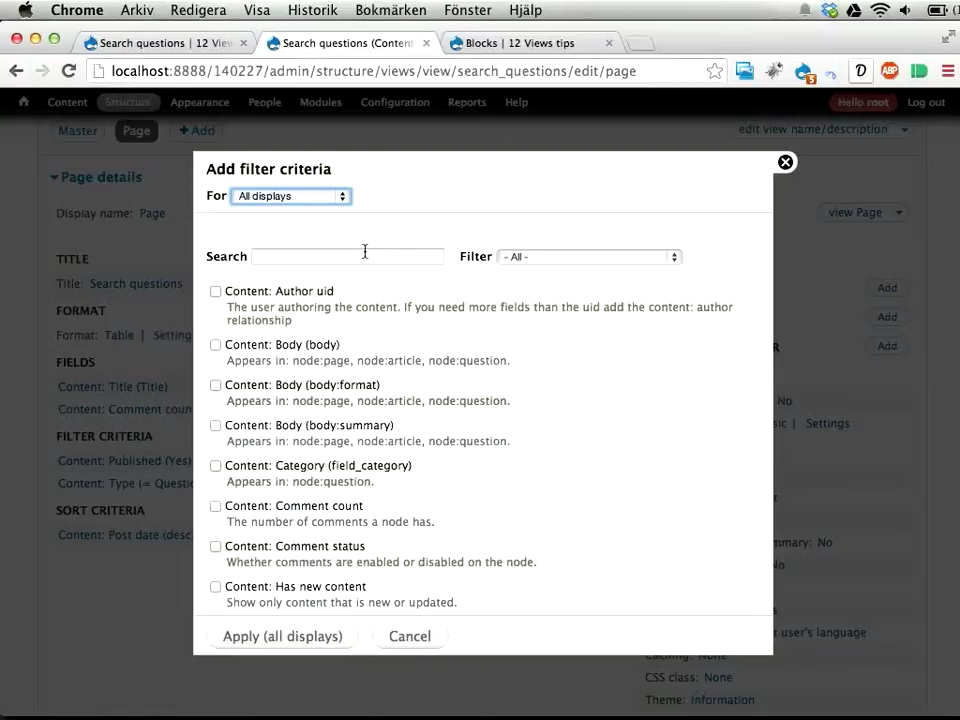 Chrome Arkiv Redigera Visa Historik Bokmärken Fönster Hjälp
Search questions | 12 View Search questions (Conten Blocks | 12 Views tips
localhost:8888/140227/admin/structure/views/view/search_questions/edit/page
Content Structure Appearance People Modules Configuration Reports Help Hello root Log out
Master Page + Add edit view name/description
Page details
Display name: Page view Page
TITLE
Title: Search questions
FORMAT
Format: Table | Setting
FIELDS
Content: Title (Title)
Content: Comment coun
FILTER CRITERIA
Content: Published (Yes)
Content: Type (= Questi
SORT CRITERIA
Content: Post date (desc
Add filter criteria
For All displays
Search Filter - All -
Content: Author uid
The user authoring the content. If you need more fields than the uid add the content: author
relationship
Content: Body (body)
Appears in: node:page, node:article, node:question.
Content: Body (body:format)
Appears in: node:page, node:article, node:question.
Content: Body (body:summary)
Appears in: node:page, node:article, node:question.
Content: Category (field_category)
Appears in: node:question.
Content: Comment count
The number of comments a node has.
Content: Comment status
Whether comments are enabled or disabled on the node.
Content: Has new content
Show only content that is new or updated.
Apply (all displays) Cancel
Add
Add
R Add
No
sic | Settings
mmary: No
No
t user's language
Caching: None
CSS class: None
Theme: Information